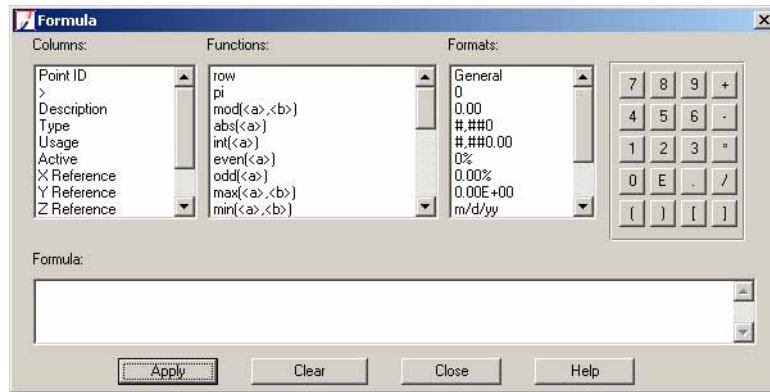 Formula
Columns:
Functions:
Formats:
Point ID
>
Description
Type
Usage
Active
X Reference
Y Reference
Z Reference
row
pi
mod(<a>,<b>)
abs(<a>)
int(<a>)
even(<a>)
odd(<a>)
max(<a>,<b>)
min(<a>,<b>)
General
0
0.00
#,##0
#,##0.00
0%
0.00%
0.00E+00
m/d/yy
7 8 9 +
4 5 6 -
1 2 3 *
0 E . /
( ) [ ]
Formula:
Apply
Clear
Close
Help